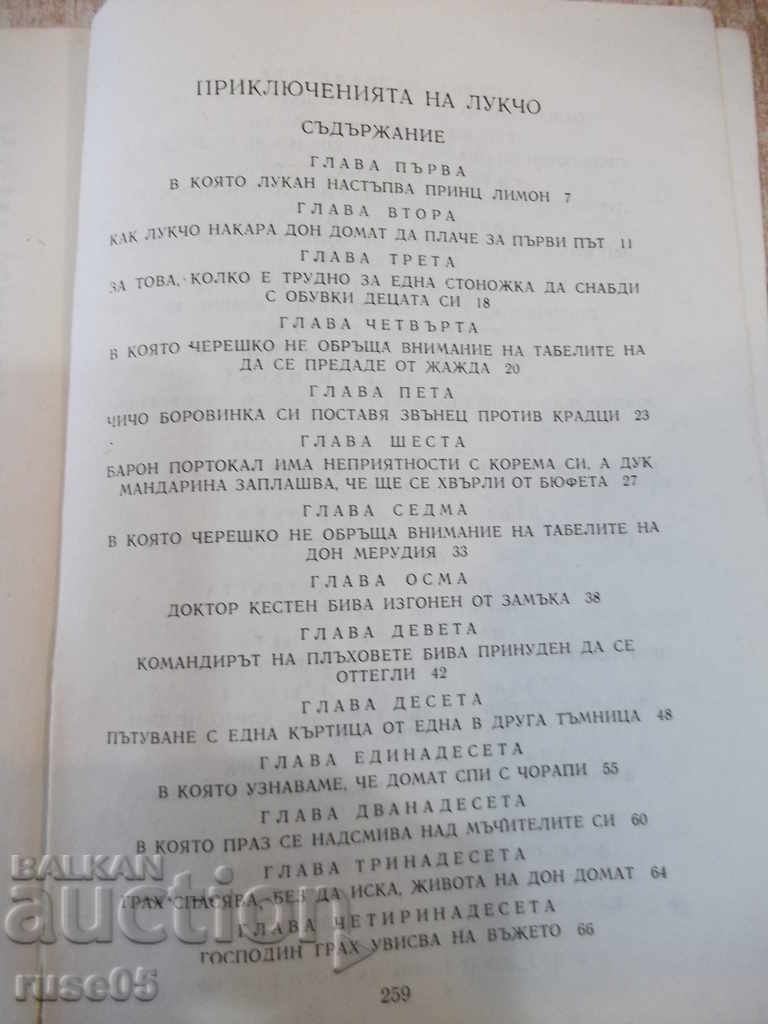 ПРИКЛЮЧЕНИЯТА НА ЛУКЧО
СЪДЪРЖАНИЕ
ГЛАВА ПЪРВА
В КОЯТО ЛУКАН НАСТЪПВА ПРИНЦ ЛИМОН 7
ГЛАВА ВТОРА
КАК ЛУКЧО НАКАРА ДОН ДОМАТ ДА ПЛАЧЕ ЗА ПЪРВИ ПЪТ 11
ГЛАВА ТРЕТА
ЗА ТОВА, КОЛКО Е ТРУДНО ЗА ЕДНА СТОНОЖКА ДА СНАБДИ
С ОБУВКИ ДЕЦАТА СИ 18
ГЛАВА ЧЕТВЪРТА
В КОЯТО ЧЕРЕШКО НЕ ОБРЪЩА ВНИМАНИЕ НА ТАБЕЛИТЕ НА
ДА СЕ ПРЕДАДЕ ОТ ЖАЖДА 20
ГЛАВА ПЕТА
ЧИЧО БОРОВИНКА СИ ПОСТАВЯ ЗВЪНЕЦ ПРОТИВ КРАДЦИ 23
ГЛАВА ШЕСТА
БАРОН ПОРТОКАЛ ИМА НЕПРИЯТНОСТИ С КОРЕМА СИ, А ДУК
МАНДАРИНА ЗАПЛАШВА, ЧЕ ЩЕ СЕ ХВЪРЛИ ОТ БЮФЕТА 27
ГЛАВА СЕДМА
В КОЯТО ЧЕРЕШКО НЕ ОБРЪЩА ВНИМАНИЕ НА ТАБЕЛИТЕ НА
ДОН МЕРУДИЯ 33
ГЛАВА ОСМА
ДОКТОР КЕСТЕН БИВА ИЗГОНЕН ОТ ЗАМЪКА 38
ГЛАВА ДЕВЕТА
КОМАНДИРЪТ НА ПЛЪХОВЕТЕ БИВА ПРИНУДЕН ДА СЕ
ОТТЕГЛИ 42
ГЛАВА ДЕСЕТА
ПЪТУВАНЕ С ЕДНА КЪРТИЦА ОТ ЕДНА В ДРУГА ТЪМНИЦА 48
ГЛАВА ЕДИНАДЕСЕТА
В КОЯТО УЗНАВАМЕ, ЧЕ ДОМАТ СПИ С ЧОРАПИ 55
ГЛАВА ДВАНАДЕСЕТА
В КОЯТО ПРАЗ СЕ НАДСМИВА НАД МЪЧИТЕЛИТЕ СИ 60
ГЛАВА ТРИНАДЕСЕТА
ГРАХ СПАСЯВА, БЕЗ ДА ИСКА, ЖИВОТА НА ДОН ДОМАТ 64
ГЛАВА ЧЕТИРИНАДЕСЕТА
ГОСПОДИН ГРАХ УВИСВА НА ВЪЖЕТО 66
259
BALKAN
auction
ruse05